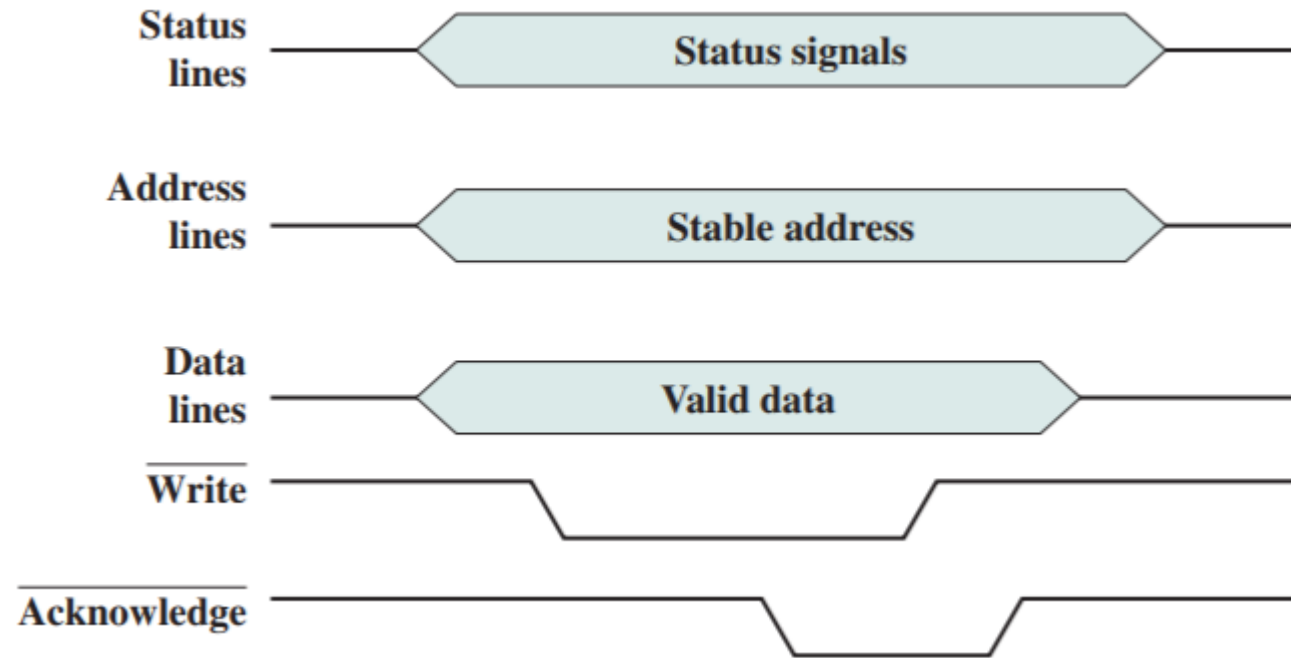 Status
lines
Status signals
Address
lines
Stable address
Data
lines
Valid data
Write
Acknowledge